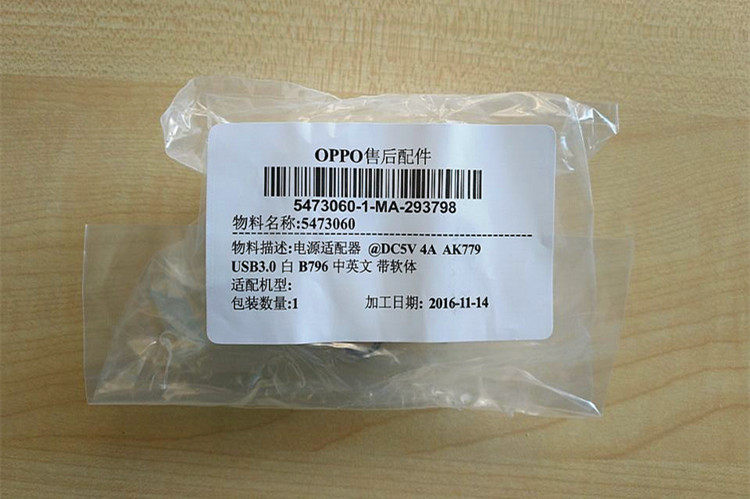 OPPO售后配件
5473060-1-MA-293798
物料名称:5473060
物料描述:电源适配器 @DC5V 4A AK779
USB3.0 白 B796 中英文 带软体
适配机型:
包装数量:1 加工日期: 2016-11-14